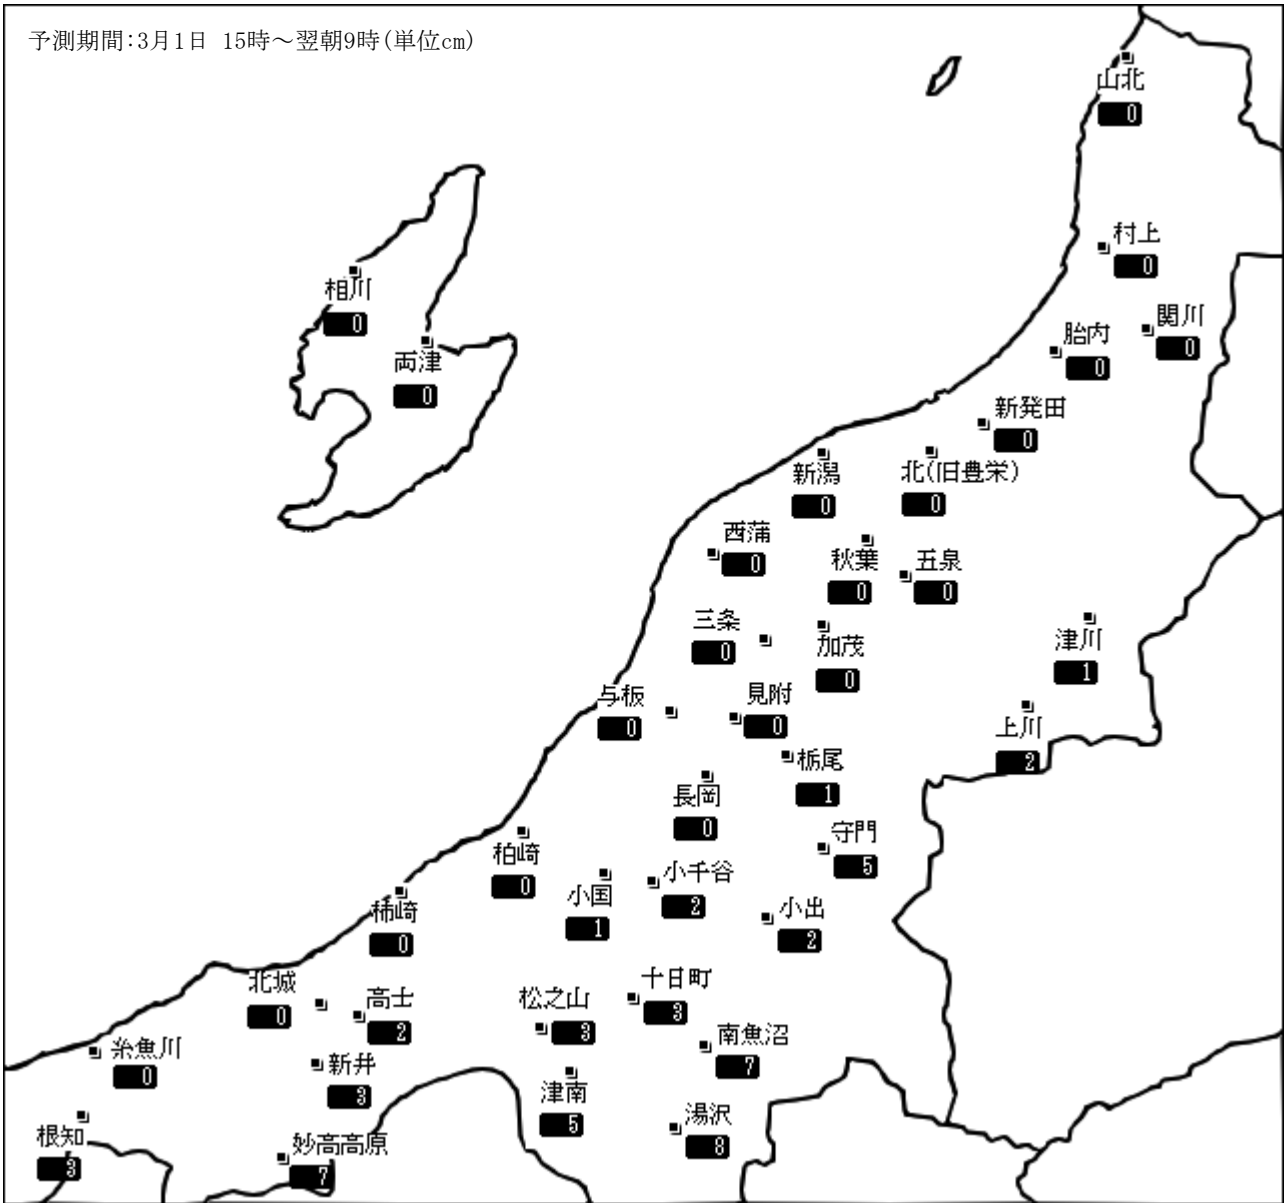 予測期間:3月1日 15時～翌朝9時(単位cm)
山北
0
村上
0
相川
0
関川
0
胎内
0
両津
0
新発田
0
新潟
0
北(旧豊栄)
0
西蒲
0
秋葉
0
五泉
0
三条
0
加茂
0
津川
1
与板
0
見附
0
上川
2
栃尾
1
長岡
0
守門
5
柏崎
0
小千谷
2
小国
1
小出
2
柿崎
0
北城
0
高士
2
松之山
3
十日町
3
糸魚川
0
新井
3
南魚沼
7
津南
5
湯沢
8
根知
3
妙高高原
7